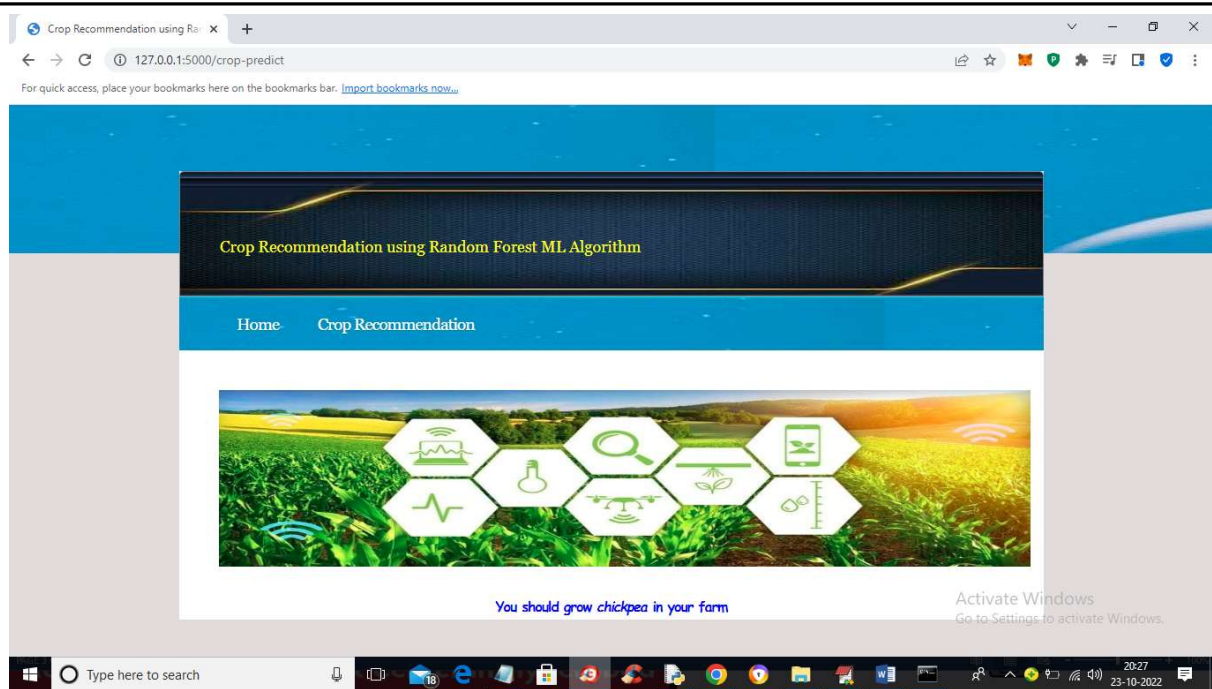 Crop Recommendation using Ra
127.0.0.1:5000/crop-predict
For quick access, place your bookmarks here on the bookmarks bar. Import bookmarks now...
Crop Recommendation using Random Forest ML Algorithm
Home Crop Recommendation
You should grow chickpea in your farm
Activate Windows
Go to Settings to activate Windows.
Type here to search
18
20:27
23-10-2022